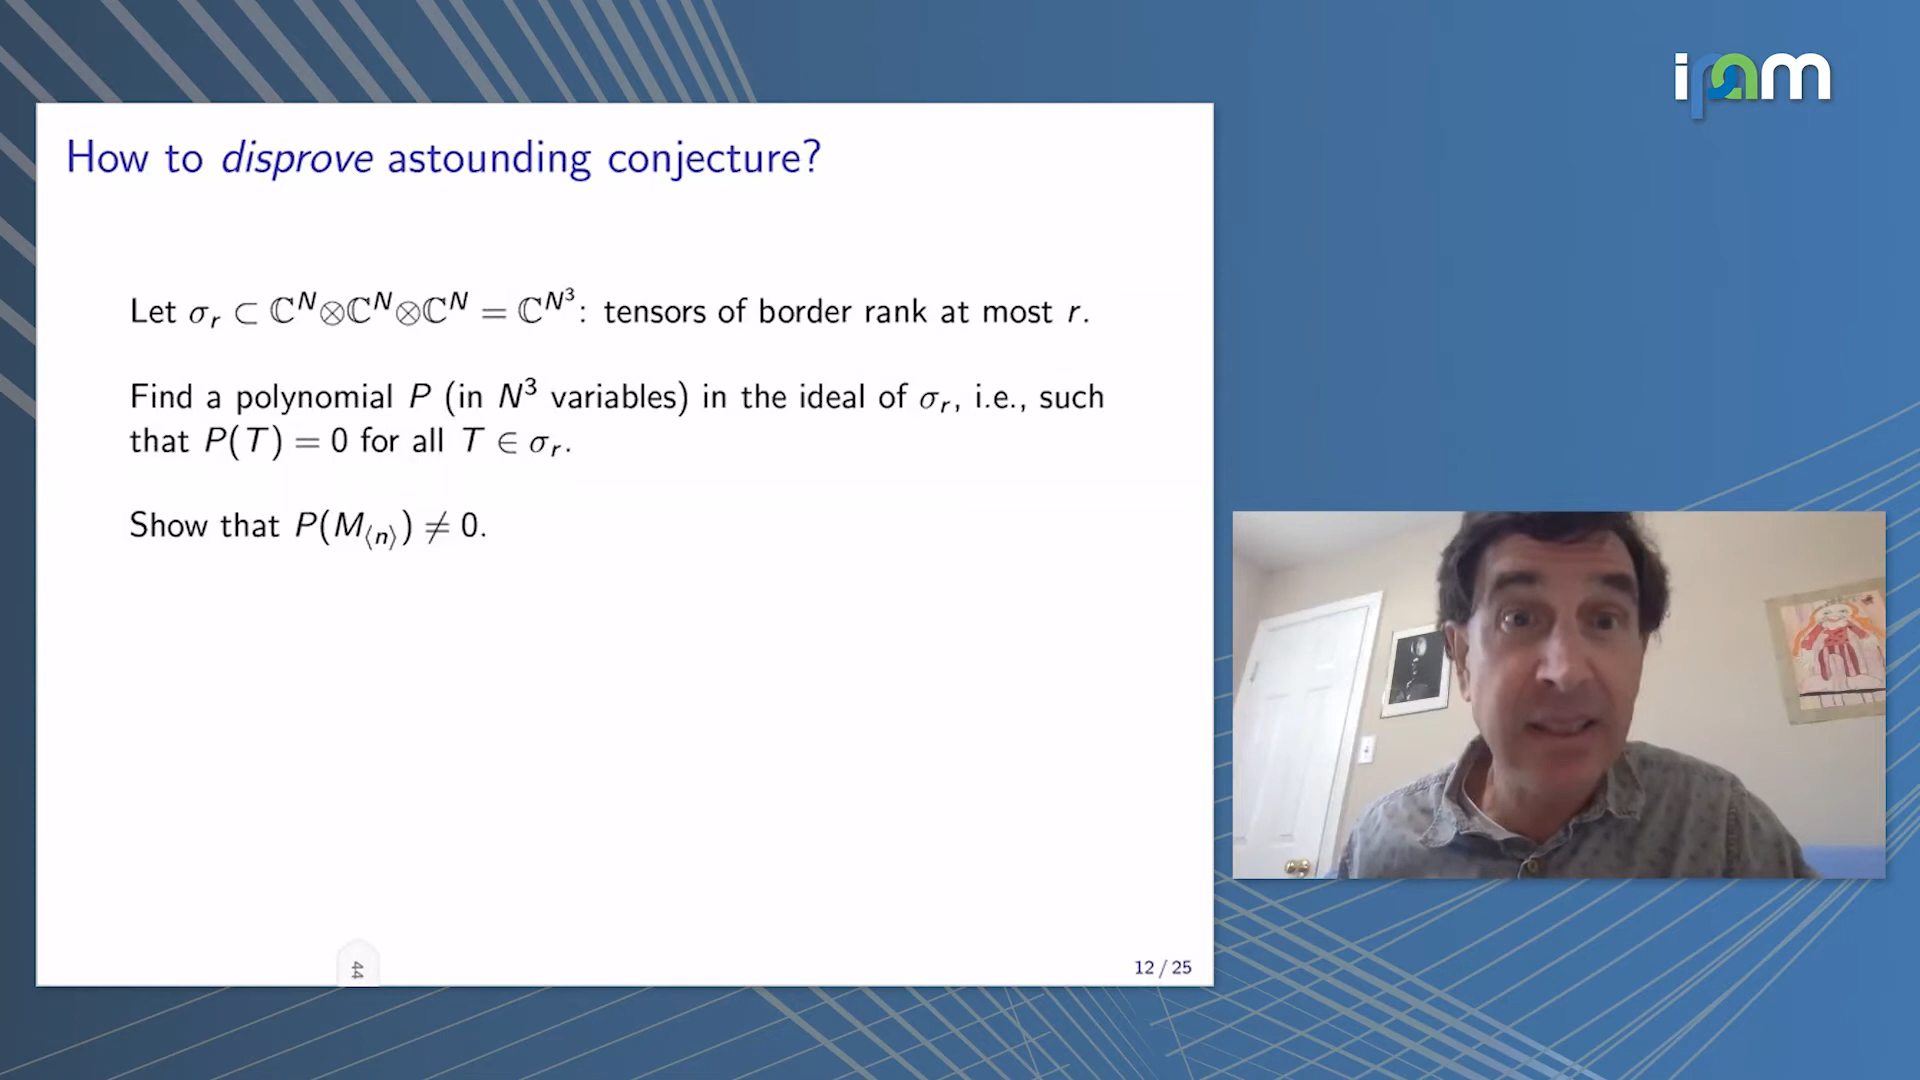 ipam
How to disprove astounding conjecture?
Let σ_r ⊂ ℂ^N⊗ℂ^N⊗ℂ^N = ℂ^{N^3}: tensors of border rank at most r.
Find a polynomial P (in N^3 variables) in the ideal of σ_r, i.e., such
that P(T) = 0 for all T ∈ σ_r.
Show that P(M_{⟨n⟩}) ≠ 0.
44
12 / 25